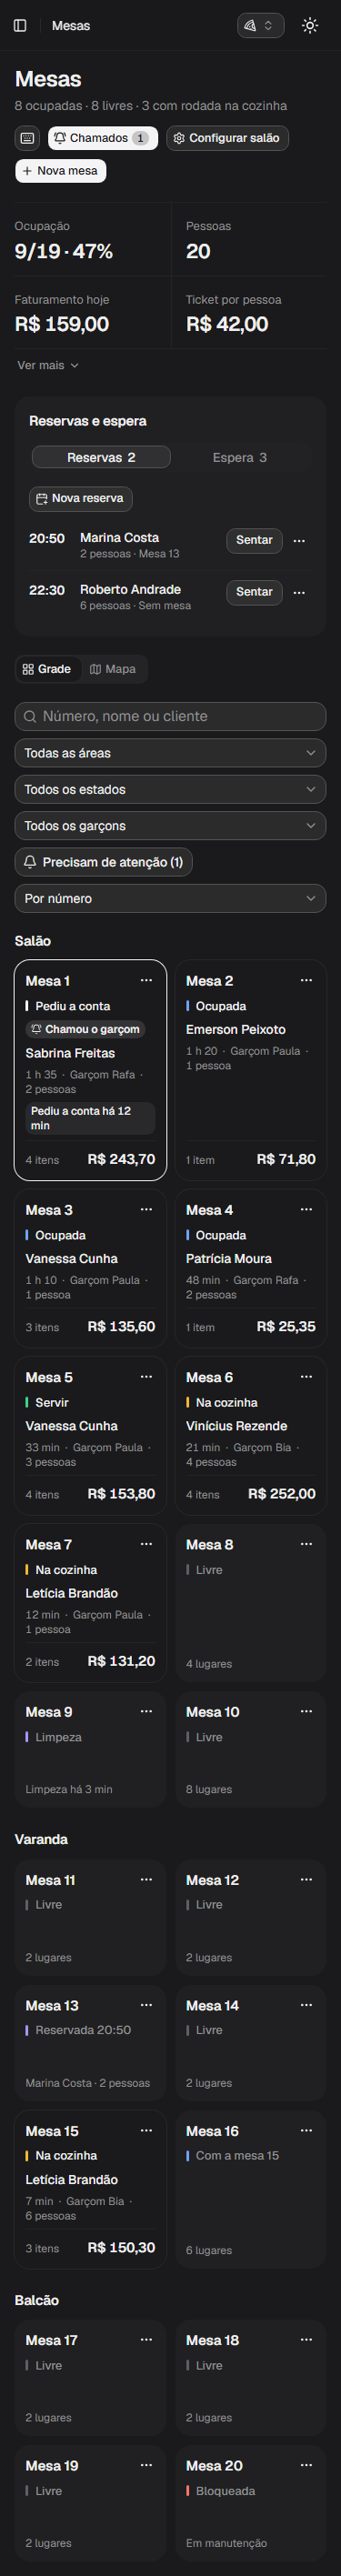 Mesas
Mesas
8 ocupadas · 8 livres · 3 com rodada na cozinha
Chamados 1
Configurar salão
Nova mesa
Ocupação
Pessoas
9/19 · 47%
20
Faturamento hoje
Ticket por pessoa
R$ 159,00
R$ 42,00
Ver mais
Reservas e espera
Reservas 2
Espera 3
Nova reserva
20:50 Marina Costa Sentar
2 pessoas · Mesa 13
22:30 Roberto Andrade Sentar
6 pessoas · Sem mesa
Grade
Mapa
Número, nome ou cliente
Todas as áreas
Todos os estados
Todos os garçons
Precisam de atenção (1)
Por número
Salão
Mesa 1
Pediu a conta
Chamou o garçom
Sabrina Freitas
1 h 35 · Garçom Rafa ·
2 pessoas
Pediu a conta há 12
min
4 itens R$ 243,70
Mesa 2
Ocupada
Emerson Peixoto
1 h 20 · Garçom Paula ·
1 pessoa
1 item R$ 71,80
Mesa 3
Ocupada
Vanessa Cunha
1 h 10 · Garçom Paula ·
1 pessoa
3 itens R$ 135,60
Mesa 4
Ocupada
Patrícia Moura
48 min · Garçom Rafa ·
2 pessoas
1 item R$ 25,35
Mesa 5
Servir
Vanessa Cunha
33 min · Garçom Paula ·
3 pessoas
4 itens R$ 153,80
Mesa 6
Na cozinha
Vinícius Rezende
21 min · Garçom Bia ·
4 pessoas
4 itens R$ 252,00
Mesa 7
Na cozinha
Letícia Brandão
12 min · Garçom Paula ·
1 pessoa
2 itens R$ 131,20
Mesa 8
Livre
4 lugares
Mesa 9
Limpeza
Limpeza há 3 min
Mesa 10
Livre
8 lugares
Varanda
Mesa 11
Livre
2 lugares
Mesa 12
Livre
2 lugares
Mesa 13
Reservada 20:50
Marina Costa · 2 pessoas
Mesa 14
Livre
2 lugares
Mesa 15
Na cozinha
Letícia Brandão
7 min · Garçom Bia ·
6 pessoas
3 itens R$ 150,30
Mesa 16
Com a mesa 15
6 lugares
Balcão
Mesa 17
Livre
2 lugares
Mesa 18
Livre
2 lugares
Mesa 19
Livre
2 lugares
Mesa 20
Bloqueada
Em manutenção